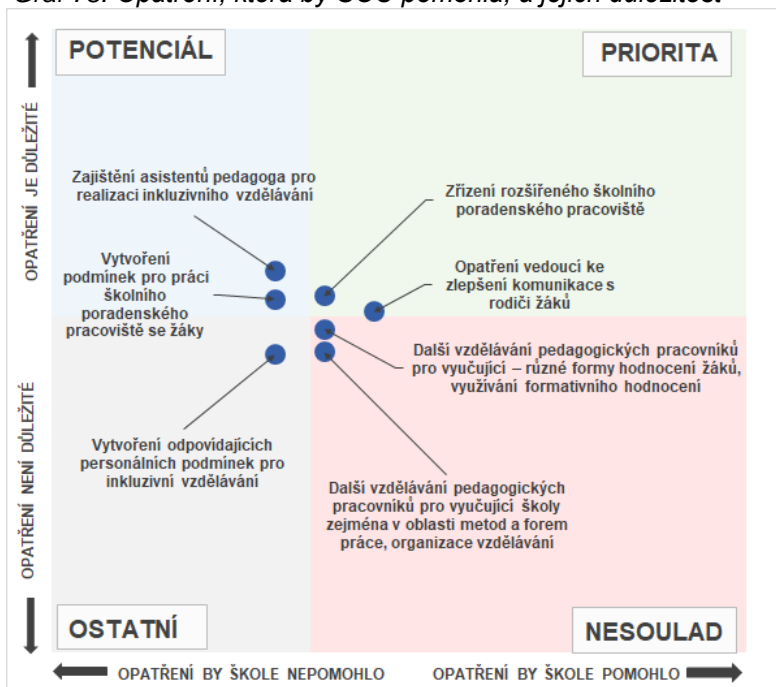 POTENCIÁL
PRIORITA
OPATŘENÍ JE DŮLEŽITÉ
Zajištění asistentů pedagoga pro
realizaci inkluzivního vzdělávání
Zřízení rozšířeného školního
poradenského pracoviště
Vytvoření
podmínek pro práci
školního
poradenského
pracoviště se žáky
Opatření vedoucí ke
zlepšení komunikace s
rodiči žáků
Další vzdělávání pedagogických pracovníků
pro vyučující – různé formy hodnocení žáků,
využívání formativního hodnocení
OPATŘENÍ NENÍ DŮLEŽITÉ
Vytvoření odpovídajících
personálních podmínek pro
inkluzivní vzdělávání
Další vzdělávání pedagogických
pracovníků pro vyučující školy
zejména v oblasti metod a forem
práce, organizace vzdělávání
OSTATNÍ
NESOULAD
OPATŘENÍ BY ŠKOLE NEPOMOHLO
OPATŘENÍ BY ŠKOLE POMOHLO